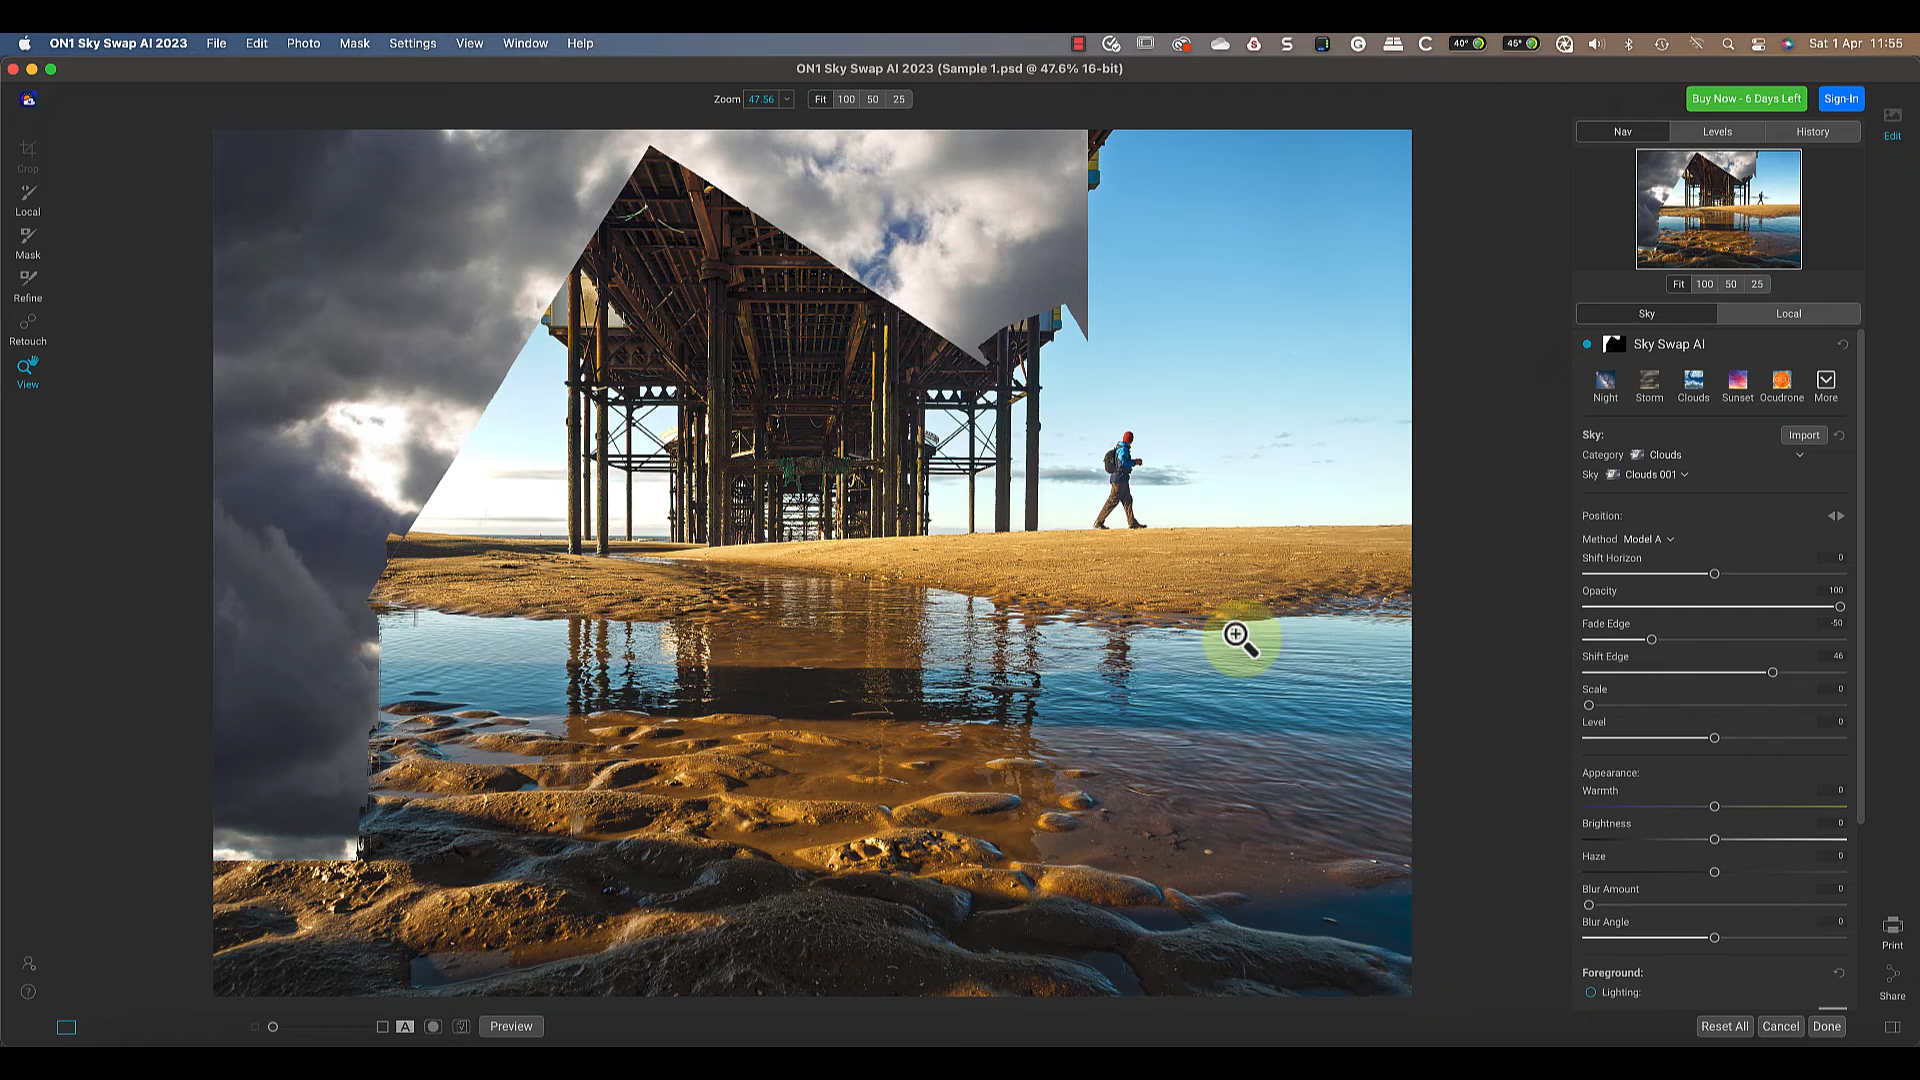 ON1 Sky Swap AI 2023 File Edit Photo Mask Settings View Window Help 40° 45° Sat 1 Apr 11:55
ON1 Sky Swap AI 2023 (Sample 1.psd @ 47.6% 16-bit)
Zoom 47.56 Fit 100 50 25 Buy Now - 6 Days Left Sign-In
Edit
Nav Levels History
Crop
Local
Mask
Refine
Retouch
View
Fit 100 50 25
Sky Local
Sky Swap AI
Night Storm Clouds Sunset Ocudrone More
Sky: Import
Category Clouds
Sky Clouds 001
Position:
Method Model A
Shift Horizon 0
Opacity 100
Fade Edge -50
Shift Edge 46
Scale 0
Level 0
Appearance:
Warmth 0
Brightness 0
Haze 0
Blur Amount 0
Blur Angle 0
Foreground:
Lighting:
Print
Share
A Preview Reset All Cancel Done